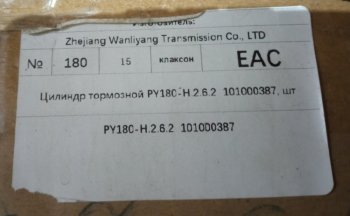 Изготовитель:
Zhejiang Wanliyang Transmission Co., LTD
№ 180 15 клаксон EAC
Цилиндр тормозной PY180-H.2.6.2 101000387, шт
PY180-H.2.6.2 101000387